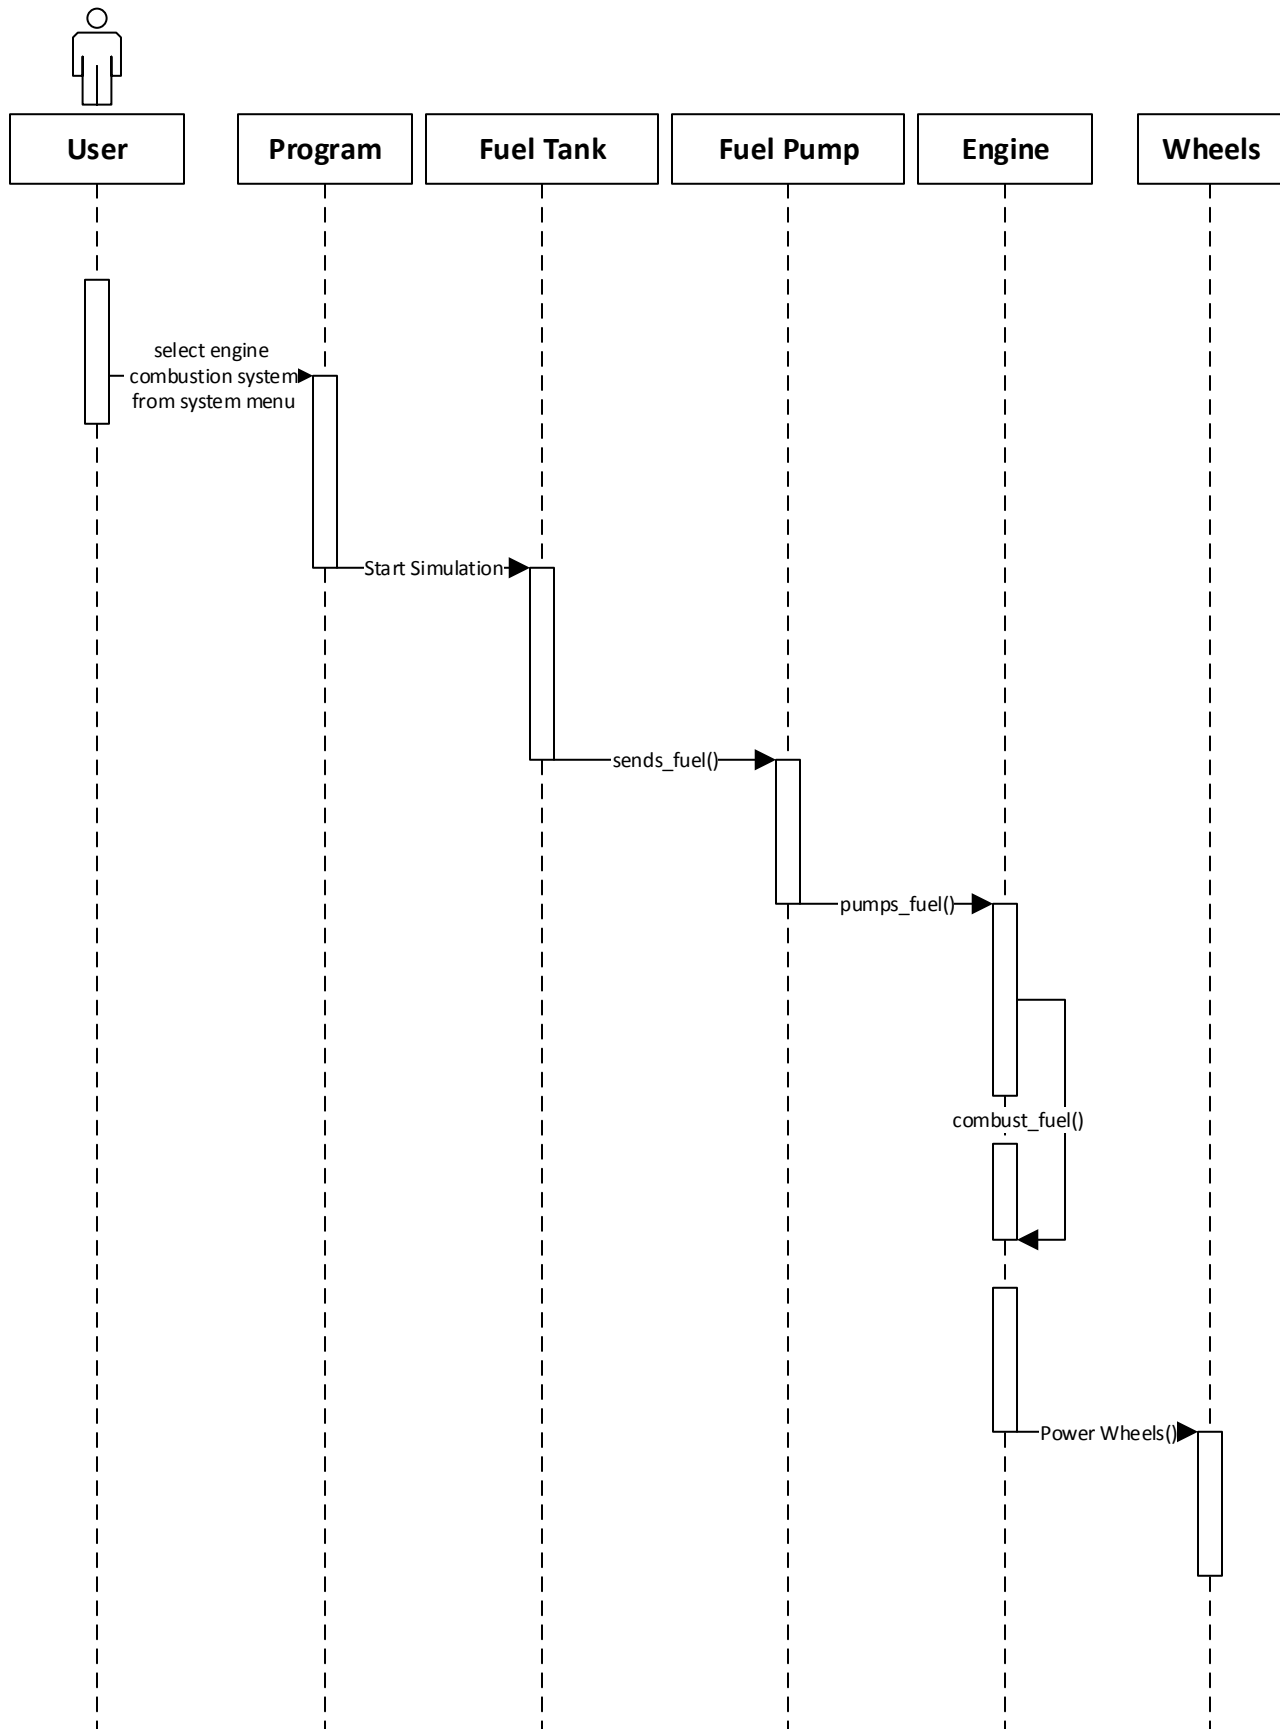 User
Program
Fuel Tank
Fuel Pump
Engine
Wheels
select engine
combustion system
from system menu
Start Simulation
sends_fuel()
pumps_fuel()
combust_fuel()
Power Wheels()